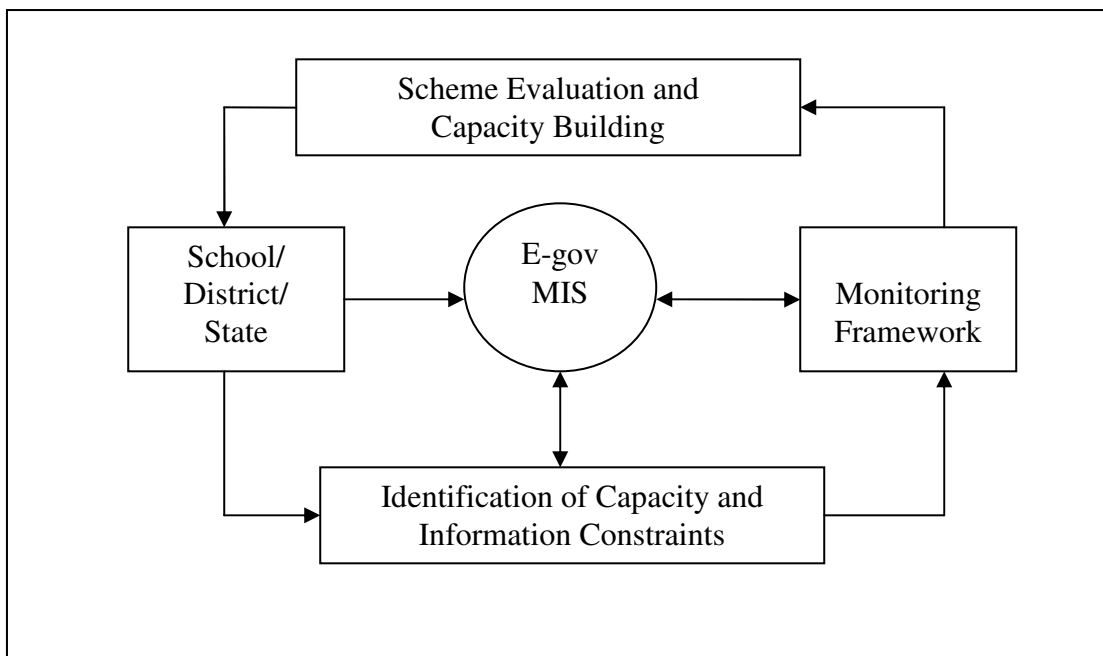 Scheme Evaluation and
Capacity Building
School/
District/
State
E-gov
MIS
Monitoring
Framework
Identification of Capacity and
Information Constraints